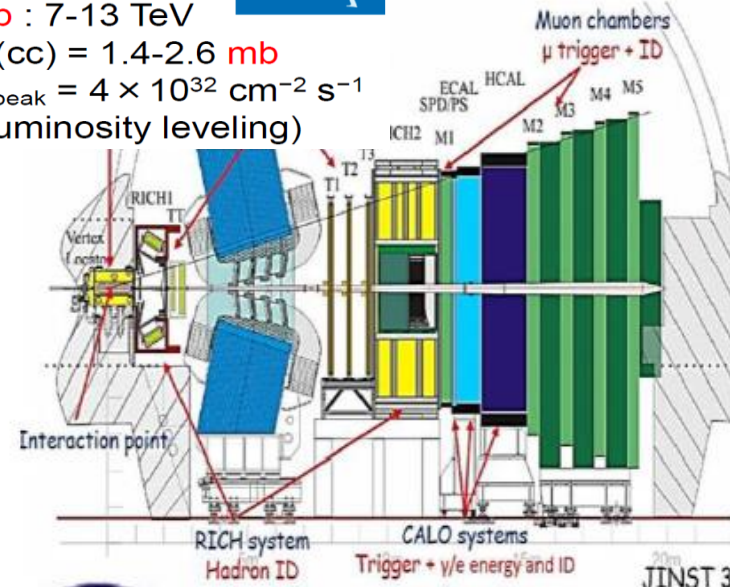 : 7-13 TeV
(cc) = 1.4-2.6 mb
peak = 4 × 10³² cm⁻² s⁻¹
uminosity leveling)
Muon chambers
μ trigger + ID
ECAL HCAL
SPD/PS
M1
M2
M3
M4
M5
T1
T2
T3
RICH1
TT
Vertex
Locator
Interaction point
RICH system
Hadron ID
CALO systems
Trigger + γ/e energy and ID
20m
JINST 3